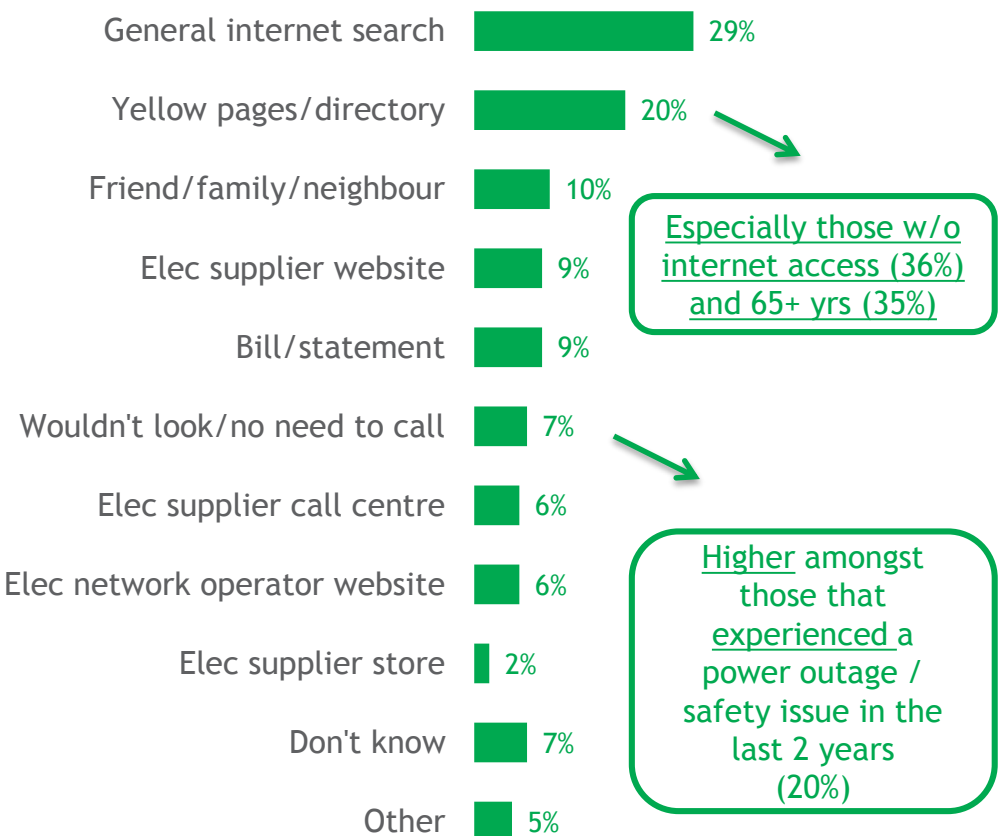 General internet search 29%
Yellow pages/directory 20%
Friend/family/neighbour 10%
Especially those w/o
internet access (36%)
and 65+ yrs (35%)
Elec supplier website 9%
Bill/statement 9%
Wouldn't look/no need to call 7%
Elec supplier call centre 6%
Elec network operator website 6%
Higher amongst
those that
experienced a
power outage /
safety issue in the
last 2 years
(20%)
Elec supplier store 2%
Don't know 7%
Other 5%